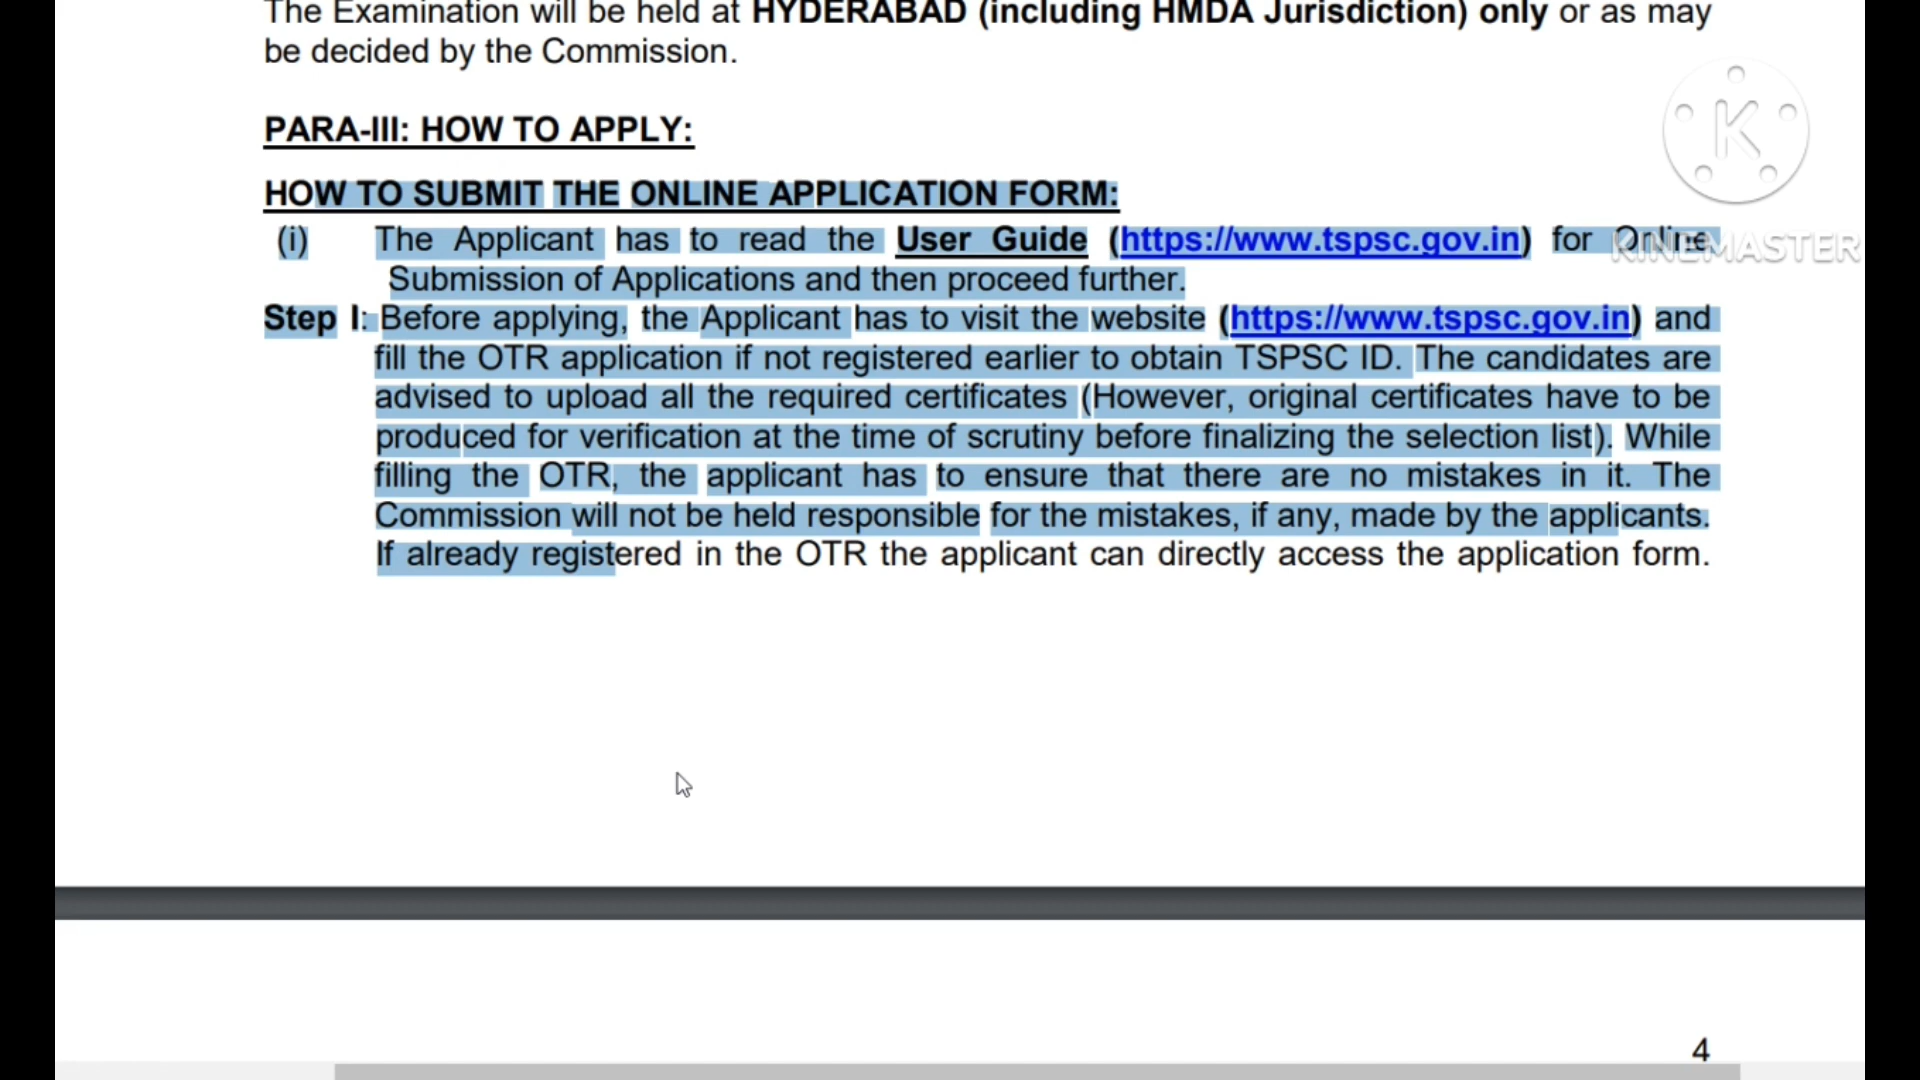 The Examination will be held at HYDERABAD (including HMDA Jurisdiction) only or as may
be decided by the Commission.
PARA-III: HOW TO APPLY:
HOW TO SUBMIT THE ONLINE APPLICATION FORM:
(i) The Applicant has to read the User Guide (https://www.tspsc.gov.in) for Online
Submission of Applications and then proceed further.
Step I: Before applying, the Applicant has to visit the website (https://www.tspsc.gov.in) and
fill the OTR application if not registered earlier to obtain TSPSC ID. The candidates are
advised to upload all the required certificates (However, original certificates have to be
produced for verification at the time of scrutiny before finalizing the selection list). While
filling the OTR, the applicant has to ensure that there are no mistakes in it. The
Commission will not be held responsible for the mistakes, if any, made by the applicants.
If already registered in the OTR the applicant can directly access the application form.
4
K
KINEMASTER